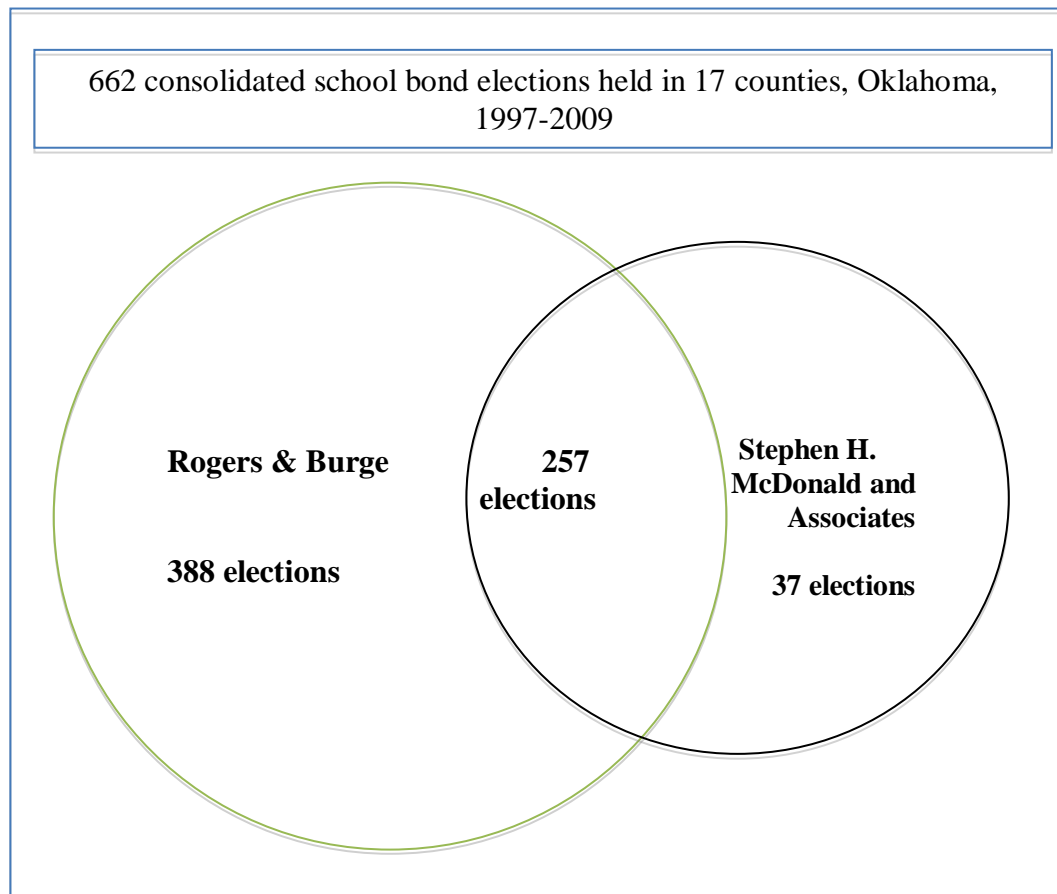 662 consolidated school bond elections held in 17 counties, Oklahoma,
1997-2009
Rogers & Burge
388 elections
257
elections
Stephen H.
McDonald and
Associates
37 elections